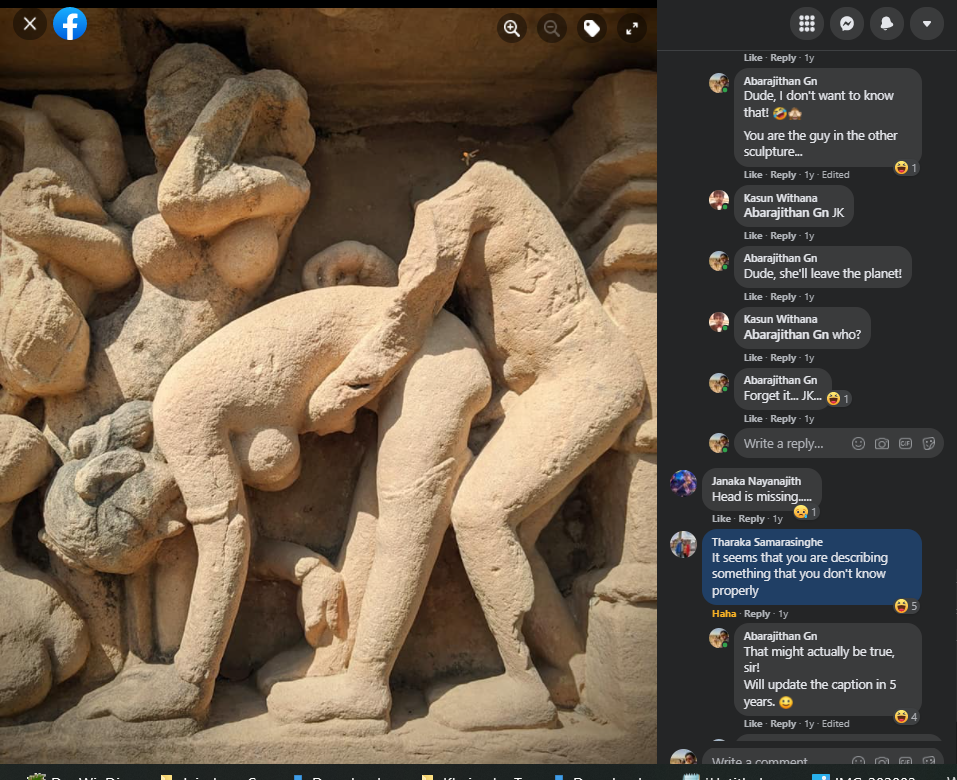 Like · Reply · 1y
Abarajithan Gn
Dude, I don't want to know
that! 🤣🙈
You are the guy in the other
sculpture...
Like · Reply · 1y · Edited
1
Kasun Withana
Abarajithan Gn JK
Like · Reply · 1y
Abarajithan Gn
Dude, she'll leave the planet!
Like · Reply · 1y
Kasun Withana
Abarajithan Gn who?
Like · Reply · 1y
Abarajithan Gn
Forget it... JK...
1
Like · Reply · 1y
Write a reply...
GIF
Janaka Nayanajith
Head is missing.....
1
Like · Reply · 1y
Tharaka Samarasinghe
It seems that you are describing
something that you don't know
properly
5
Haha · Reply · 1y
Abarajithan Gn
That might actually be true,
sir!
Will update the caption in 5
years. 🙂
4
Like · Reply · 1y · Edited
Write a comment...